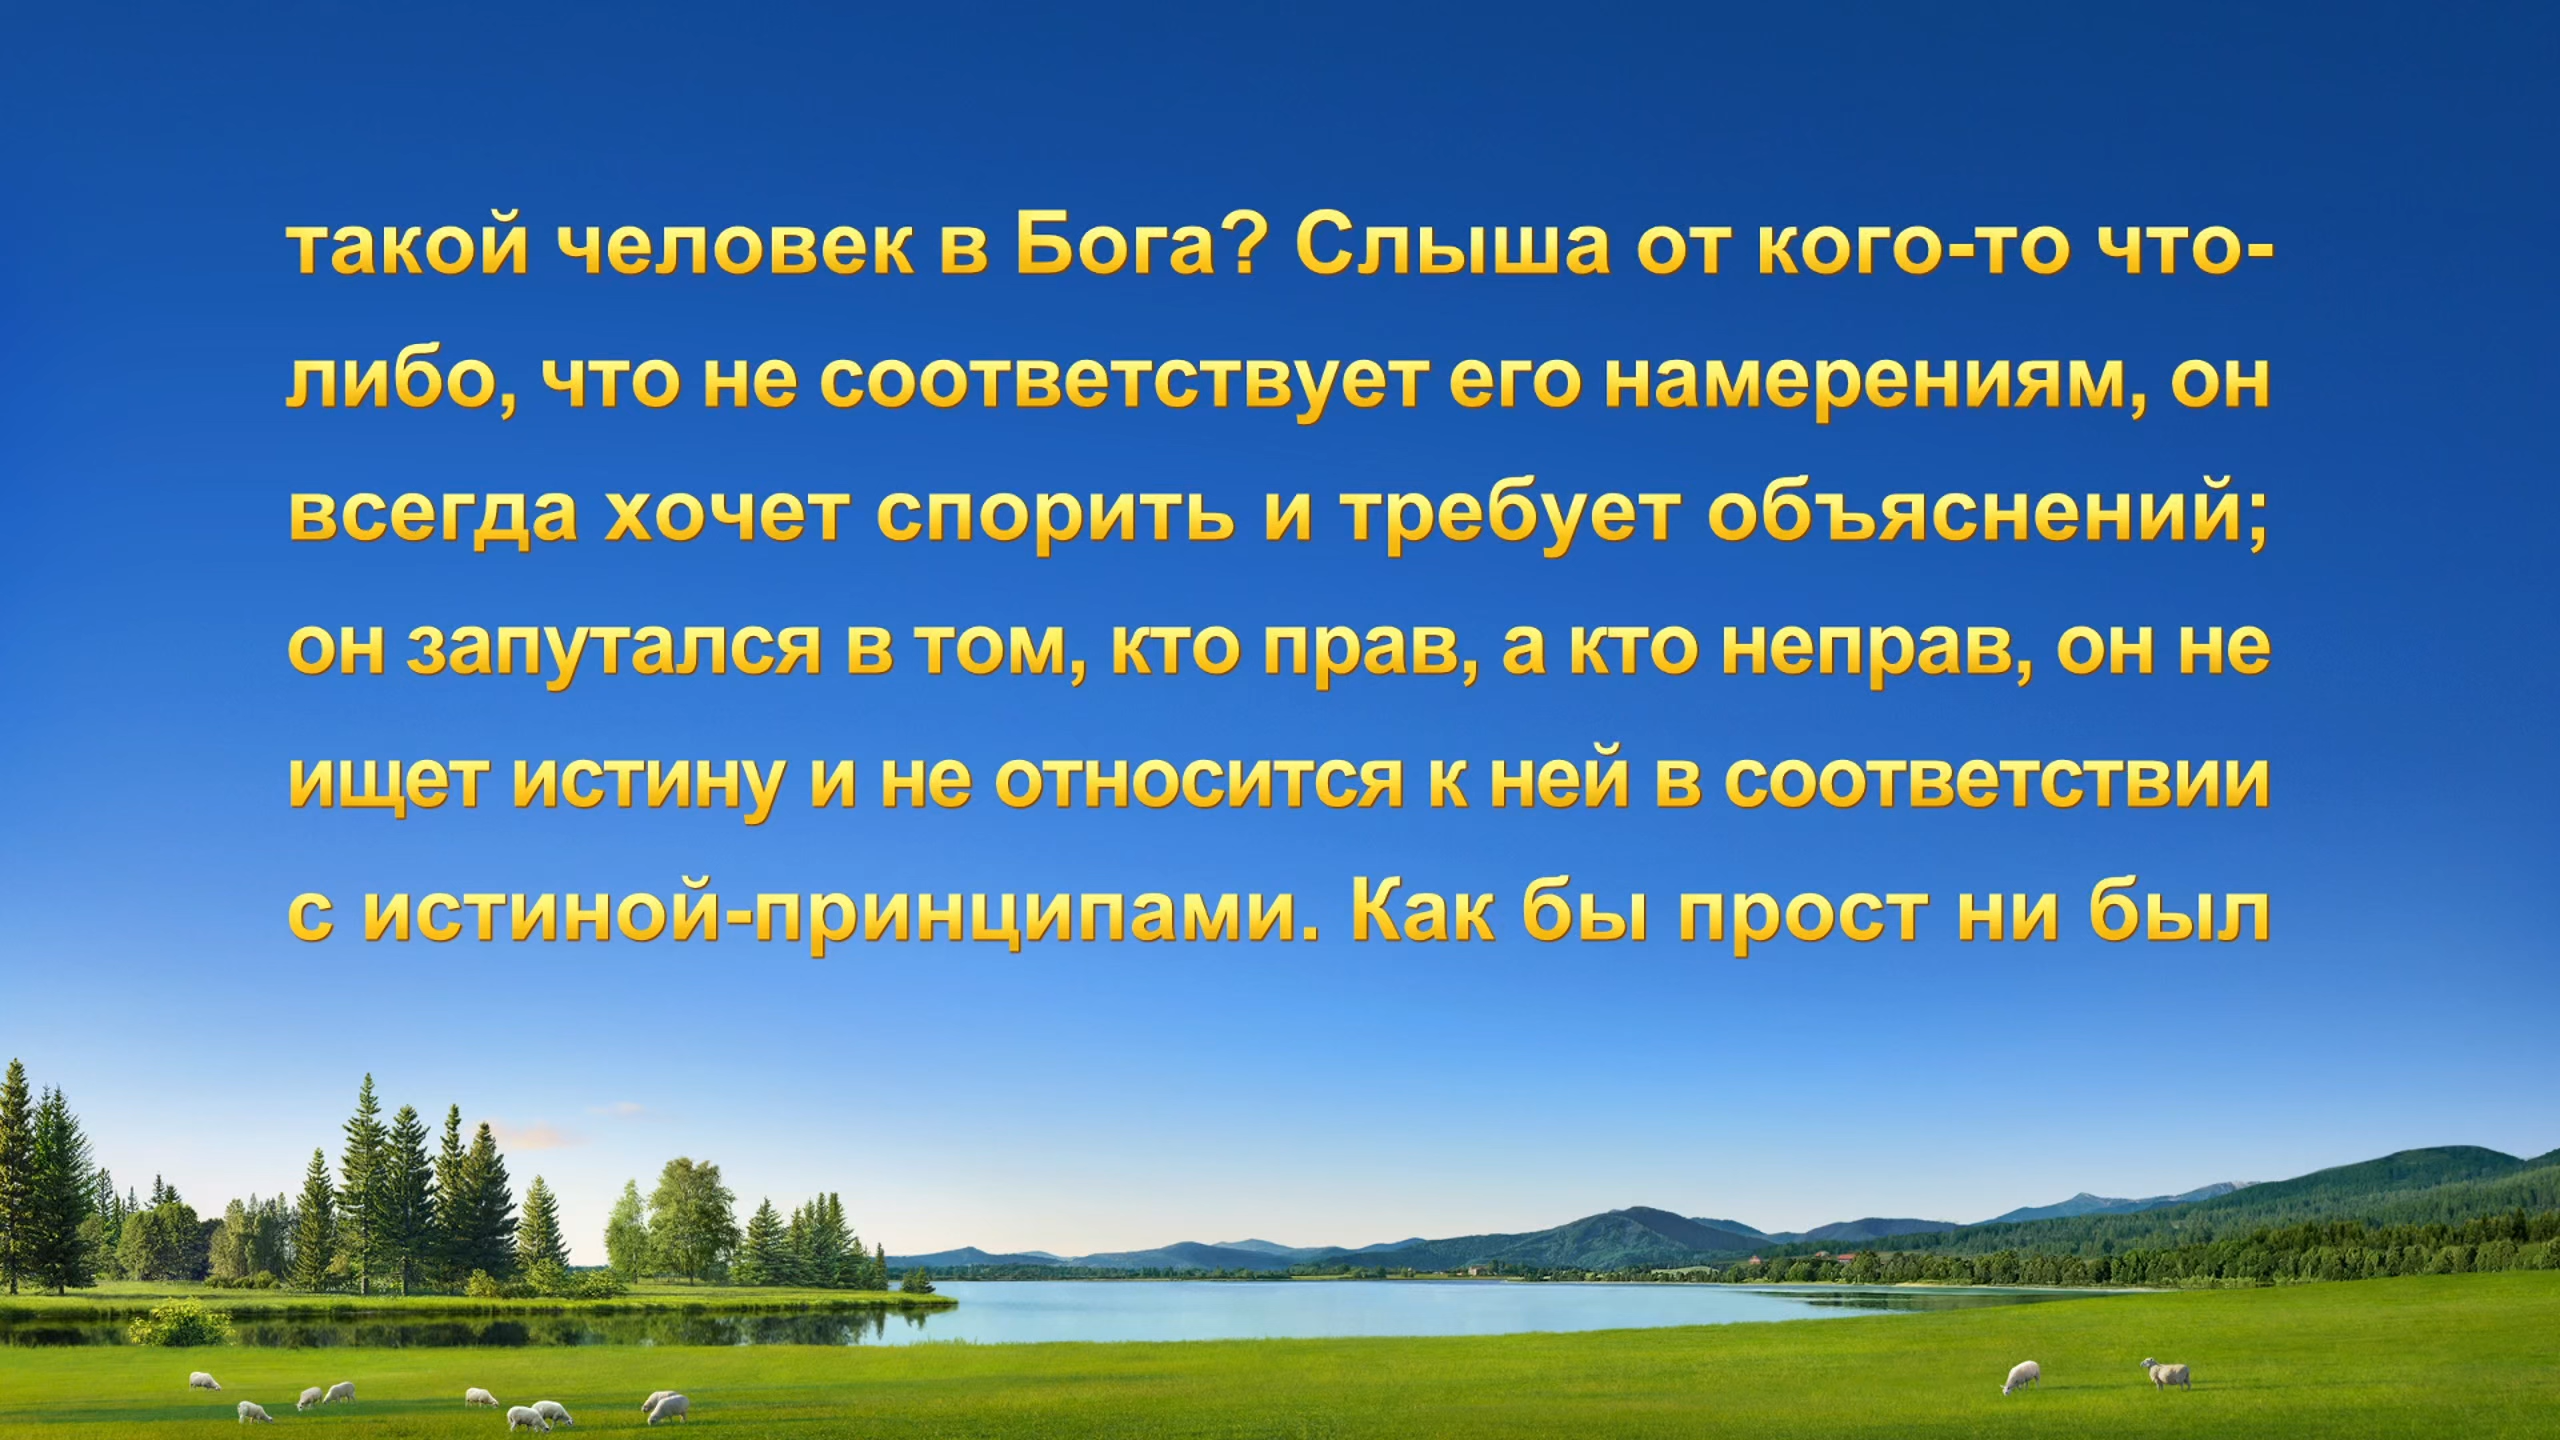 такой человек в Бога? Слыша от кого-то что-
либо, что не соответствует его намерениям, он
всегда хочет спорить и требует объяснений;
он запутался в том, кто прав, а кто неправ, он не
ищет истину и не относится к ней в соответствии
с истиной-принципами. Как бы прост ни был